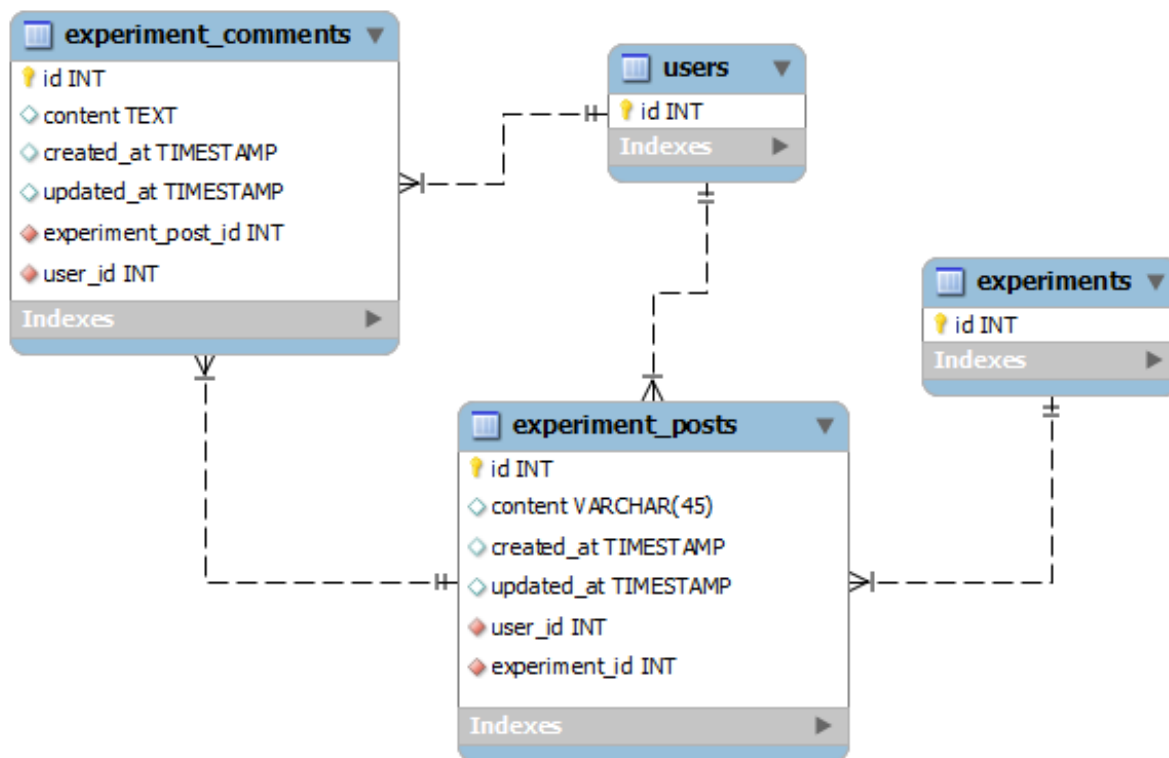 experiment_comments
id INT
content TEXT
created_at TIMESTAMP
updated_at TIMESTAMP
experiment_post_id INT
user_id INT
Indexes
users
id INT
Indexes
experiments
id INT
Indexes
experiment_posts
id INT
content VARCHAR(45)
created_at TIMESTAMP
updated_at TIMESTAMP
user_id INT
experiment_id INT
Indexes